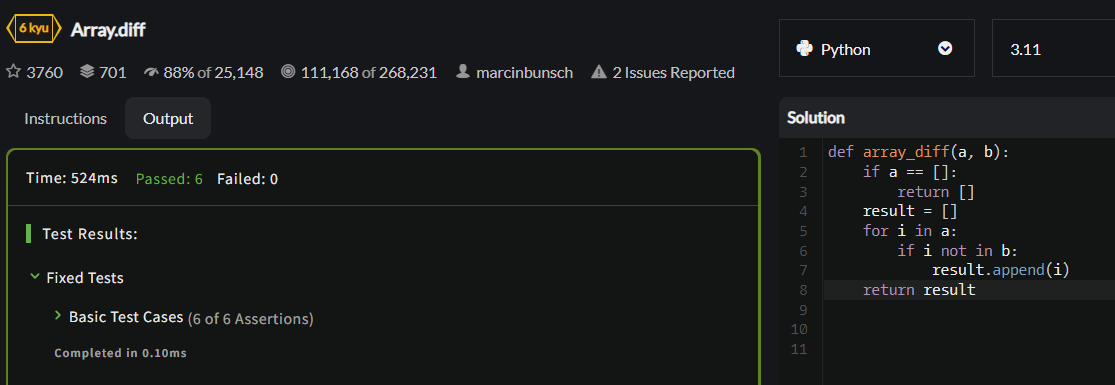 6 kyu Array.diff
3760 701 88% of 25,148 111,168 of 268,231 marcinbunsch 2 Issues Reported
Instructions Output
Time: 524ms Passed: 6 Failed: 0
Test Results:
Fixed Tests
Basic Test Cases (6 of 6 Assertions)
Completed in 0.10ms
Python 3.11
Solution
1 def array_diff(a, b):
2     if a == []:
3         return []
4     result = []
5     for i in a:
6         if i not in b:
7             result.append(i)
8     return result
9
10
11